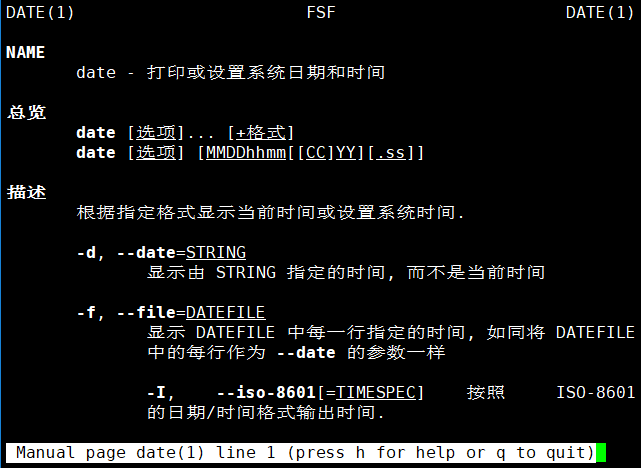 DATE(1) FSF DATE(1)
NAME
date - 打印或设置系统日期和时间
总览
date [选项]... [+格式]
date [选项] [MMDDhhmm[[CC]YY][.ss]]
描述
根据指定格式显示当前时间或设置系统时间.
-d, --date=STRING
显示由 STRING 指定的时间, 而不是当前时间
-f, --file=DATEFILE
显示 DATEFILE 中每一行指定的时间, 如同将 DATEFILE
中的每行作为 --date 的参数一样
-I, --iso-8601[=TIMESPEC] 按照 ISO-8601
的日期/时间格式输出时间.
Manual page date(1) line 1 (press h for help or q to quit)